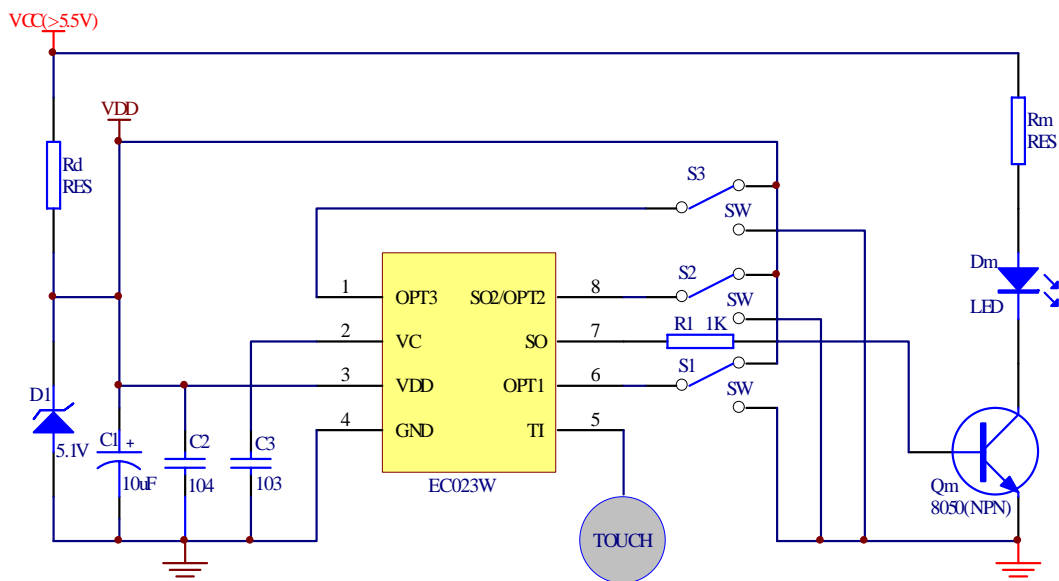 VCC(>5.5V)
VDD
Rd
RES
Rm
RES
S3
SW
S2
SW
S1
SW
R1 1K
1
2
3
4
OPT3
VC
VDD
GND
SO2/OPT2
SO
OPT1
TI
8
7
6
5
EC023W
Dm
LED
D1
5.1V
C1
+
10uF
C2
104
C3
103
TOUCH
Qm
8050(NPN)